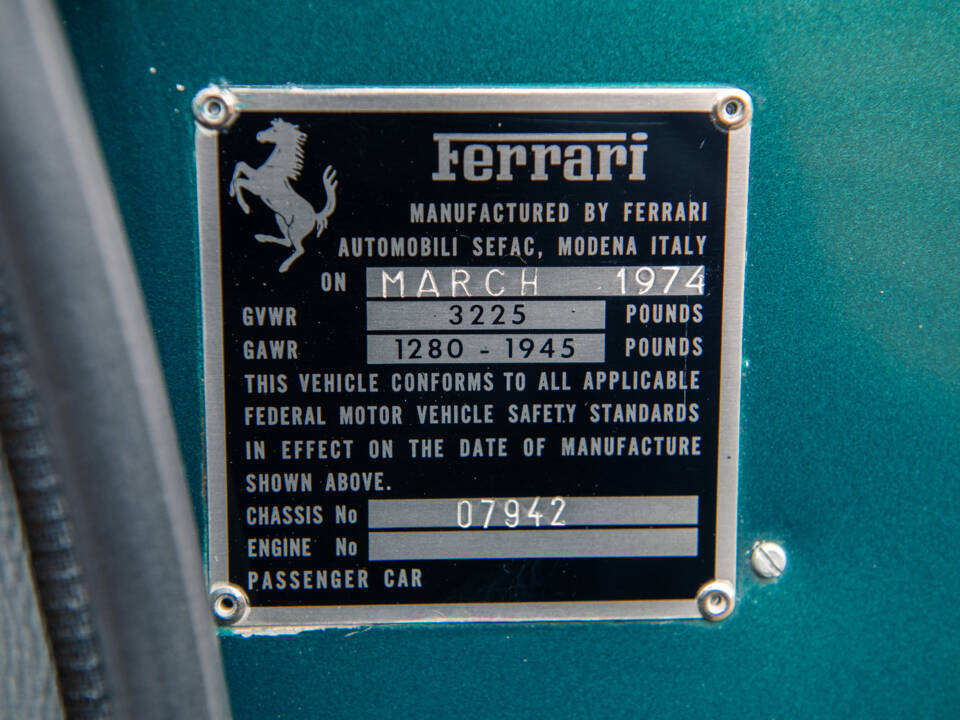 Ferrari
MANUFACTURED BY FERRARI
AUTOMOBILI SEFAC, MODENA ITALY
ON MARCH 1974
GVWR 3225 POUNDS
GAWR 1280 - 1945 POUNDS
THIS VEHICLE CONFORMS TO ALL APPLICABLE
FEDERAL MOTOR VEHICLE SAFETY STANDARDS
IN EFFECT ON THE DATE OF MANUFACTURE
SHOWN ABOVE.
CHASSIS No 07942
ENGINE No
PASSENGER CAR